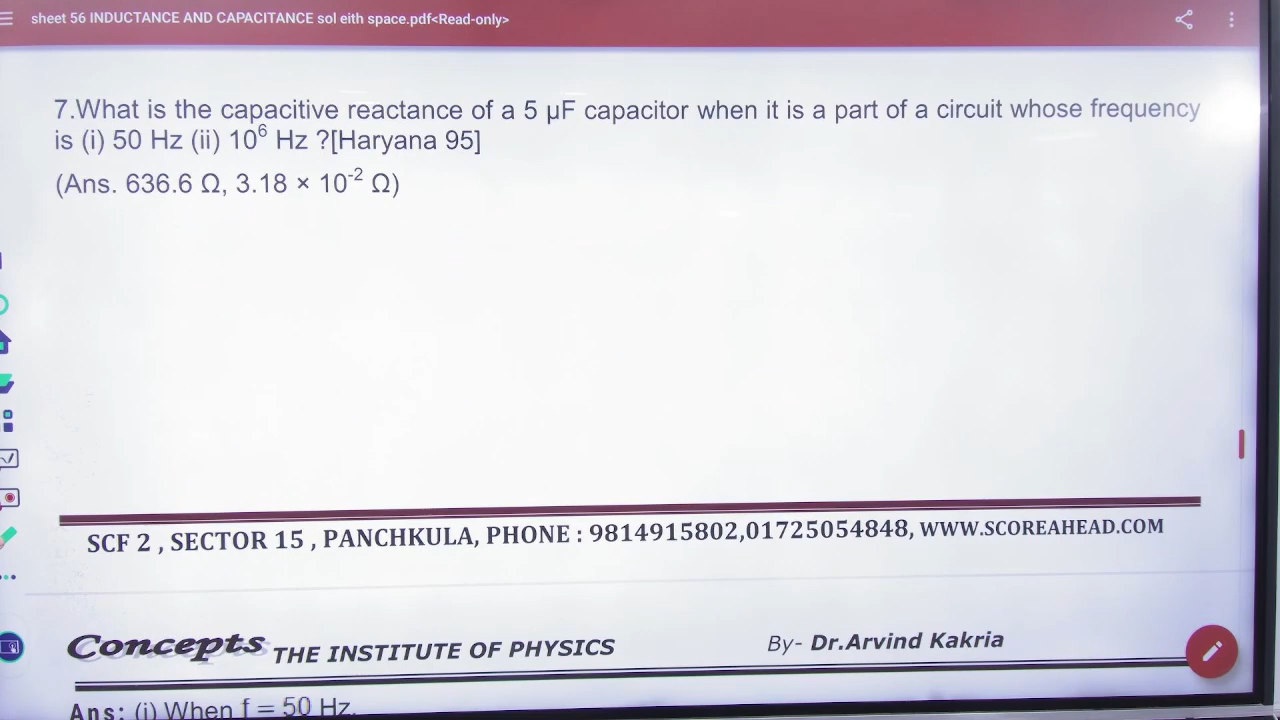 sheet 56 INDUCTANCE AND CAPACITANCE sol eith space.pdf<Read-only>
7.What is the capacitive reactance of a 5 µF capacitor when it is a part of a circuit whose frequency
is (i) 50 Hz (ii) 10⁶ Hz ?[Haryana 95]
(Ans. 636.6 Ω, 3.18 × 10⁻² Ω)
SCF 2 , SECTOR 15 , PANCHKULA, PHONE : 9814915802,01725054848, WWW.SCOREAHEAD.COM
Concepts THE INSTITUTE OF PHYSICS By- Dr.Arvind Kakria
Ans: (i) When f = 50 Hz.